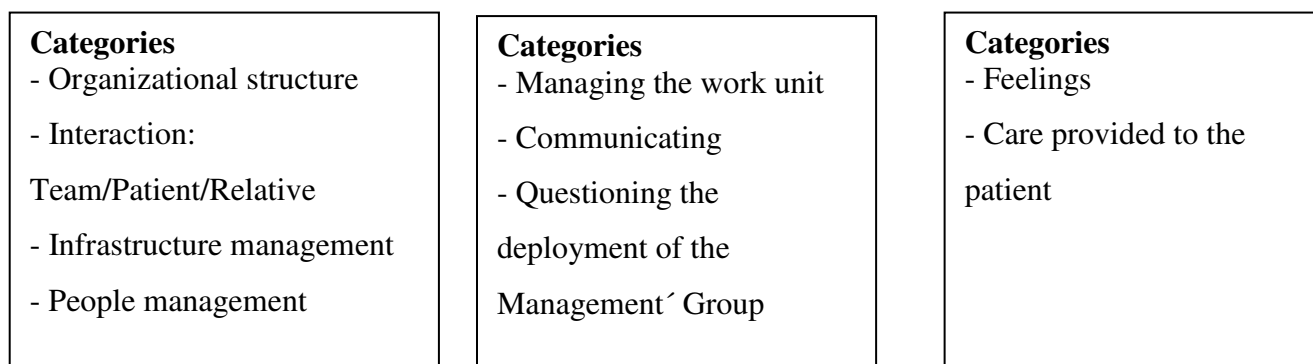 Categories
- Organizational structure
- Interaction:
Team/Patient/Relative
- Infrastructure management
- People management
Categories
- Managing the work unit
- Communicating
- Questioning the
deployment of the
Management´ Group
Categories
- Feelings
- Care provided to the
patient